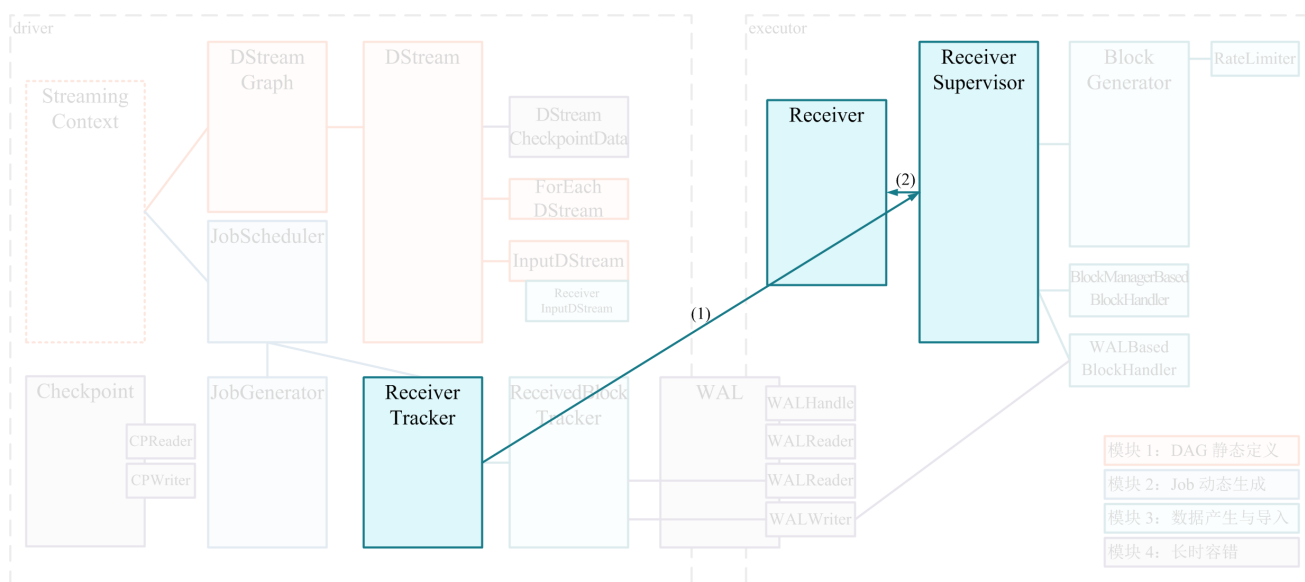 driver
executor
Streaming
Context
DStream
Graph
DStream
DStream
CheckpointData
ForEach
DStream
InputDStream
Receiver
InputDStream
JobScheduler
Receiver
Receiver
Supervisor
Block
Generator
RateLimiter
(2)
(1)
BlockManagerBased
BlockHandler
WALBased
BlockHandler
Checkpoint
CPReader
CPWriter
JobGenerator
Receiver
Tracker
ReceivedBlock
Tracker
WAL
WALHandle
WALReader
WALReader
WALWriter
模块 1：DAG 静态定义
模块 2：Job 动态生成
模块 3：数据产生与导入
模块 4：长时容错